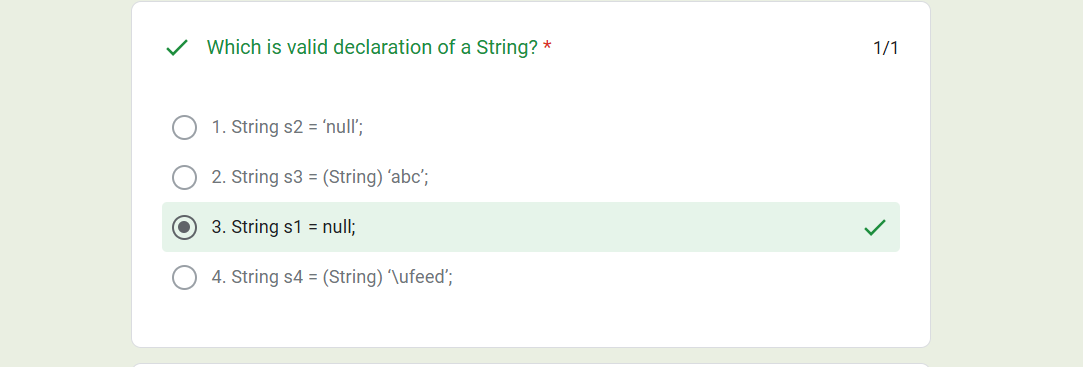 Which is valid declaration of a String? *
1/1
1. String s2 = ‘null’;
2. String s3 = (String) ‘abc’;
3. String s1 = null;
4. String s4 = (String) ‘\ufeed’;